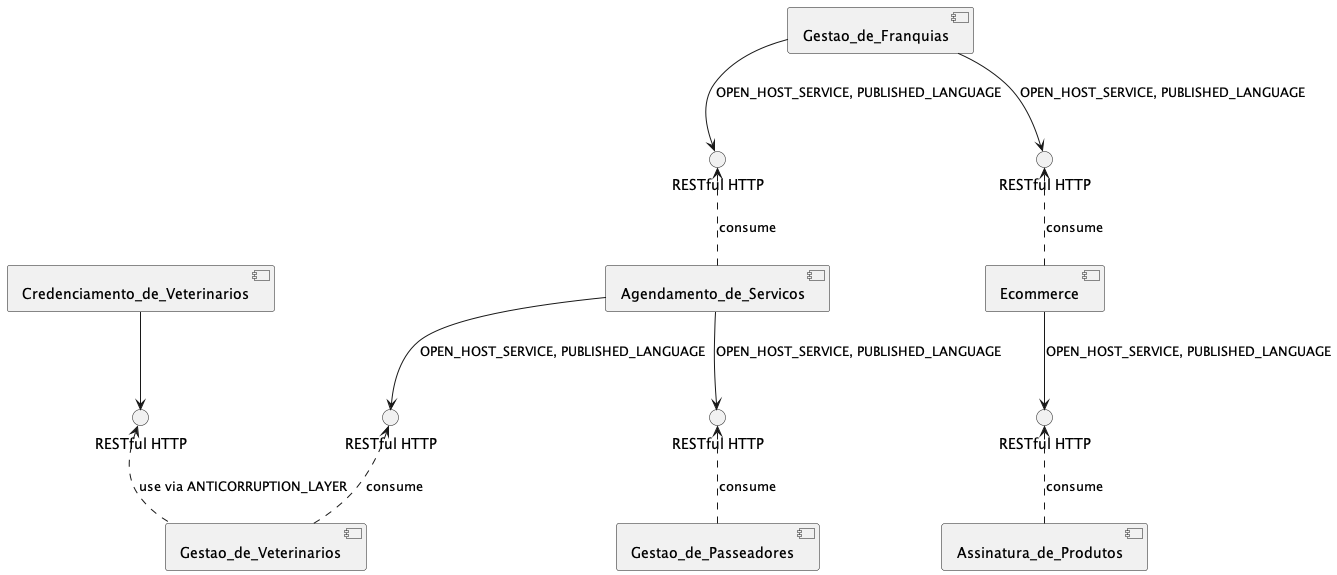 Gestao_de_Franquias
OPEN_HOST_SERVICE, PUBLISHED_LANGUAGE
OPEN_HOST_SERVICE, PUBLISHED_LANGUAGE
RESTful HTTP
RESTful HTTP
consume
consume
Credenciamento_de_Veterinarios
Agendamento_de_Servicos
Ecommerce
OPEN_HOST_SERVICE, PUBLISHED_LANGUAGE
OPEN_HOST_SERVICE, PUBLISHED_LANGUAGE
OPEN_HOST_SERVICE, PUBLISHED_LANGUAGE
RESTful HTTP
RESTful HTTP
RESTful HTTP
RESTful HTTP
use via ANTICORRUPTION_LAYER
consume
consume
consume
Gestao_de_Veterinarios
Gestao_de_Passeadores
Assinatura_de_Produtos